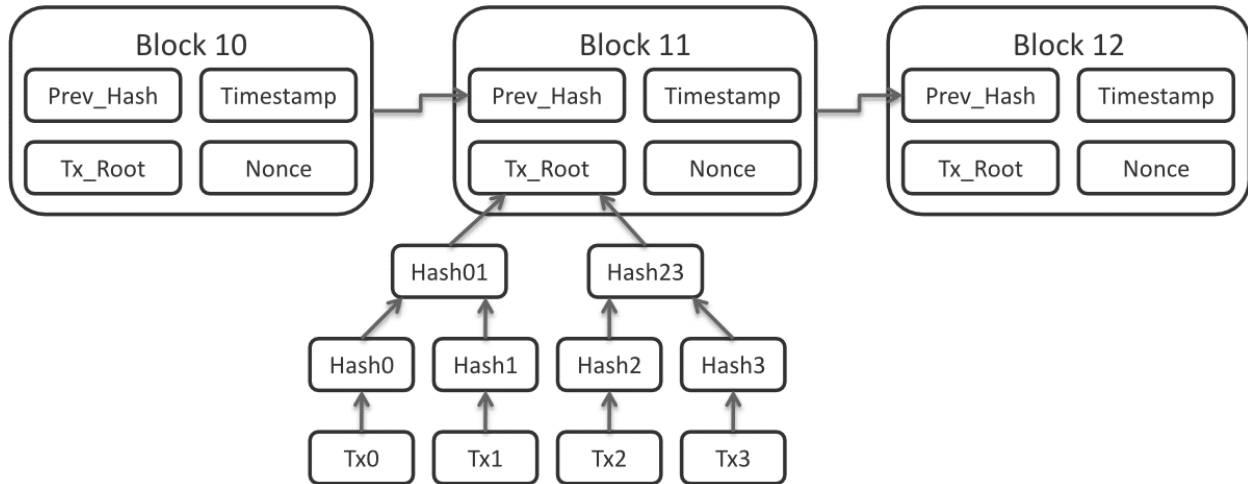 Block 10
Block 11
Block 12
Prev_Hash Timestamp
Prev_Hash Timestamp
Prev_Hash Timestamp
Tx_Root Nonce
Tx_Root Nonce
Tx_Root Nonce
Hash01
Hash23
Hash0
Hash1
Hash2
Hash3
Tx0
Tx1
Tx2
Tx3